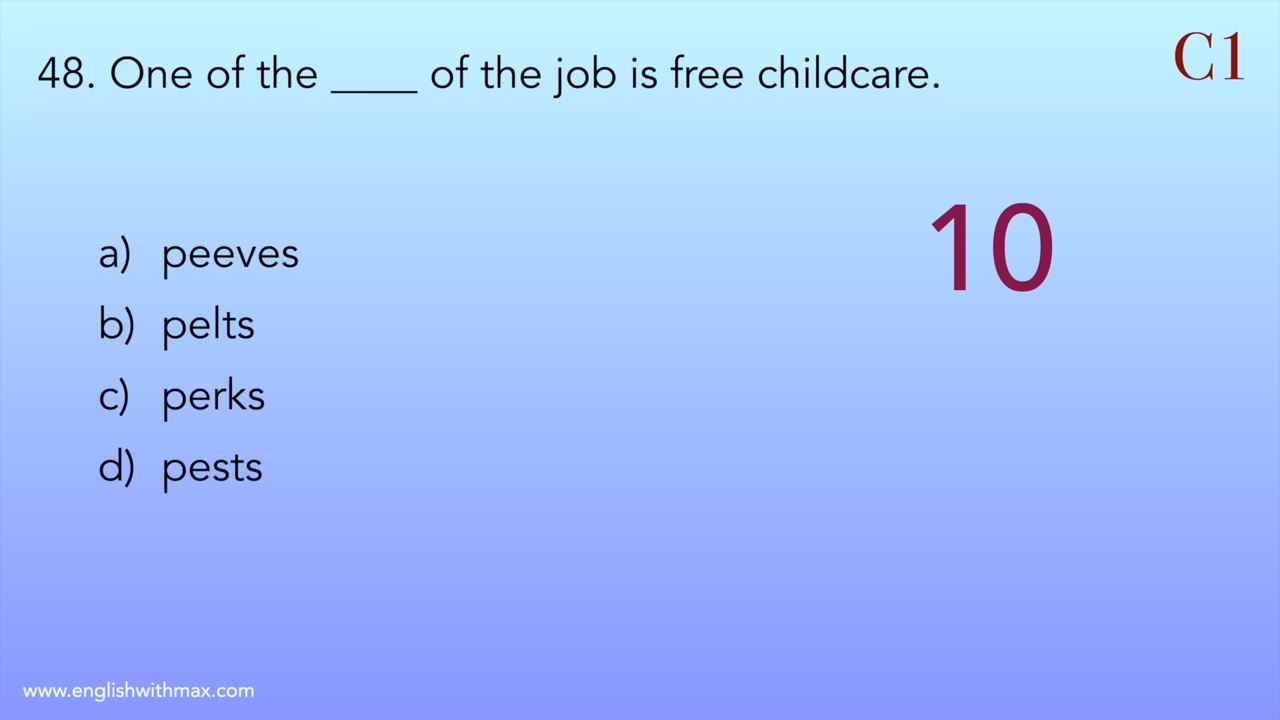 48. One of the ____ of the job is free childcare.
C1
10
a) peeves
b) pelts
c) perks
d) pests
www.englishwithmax.com